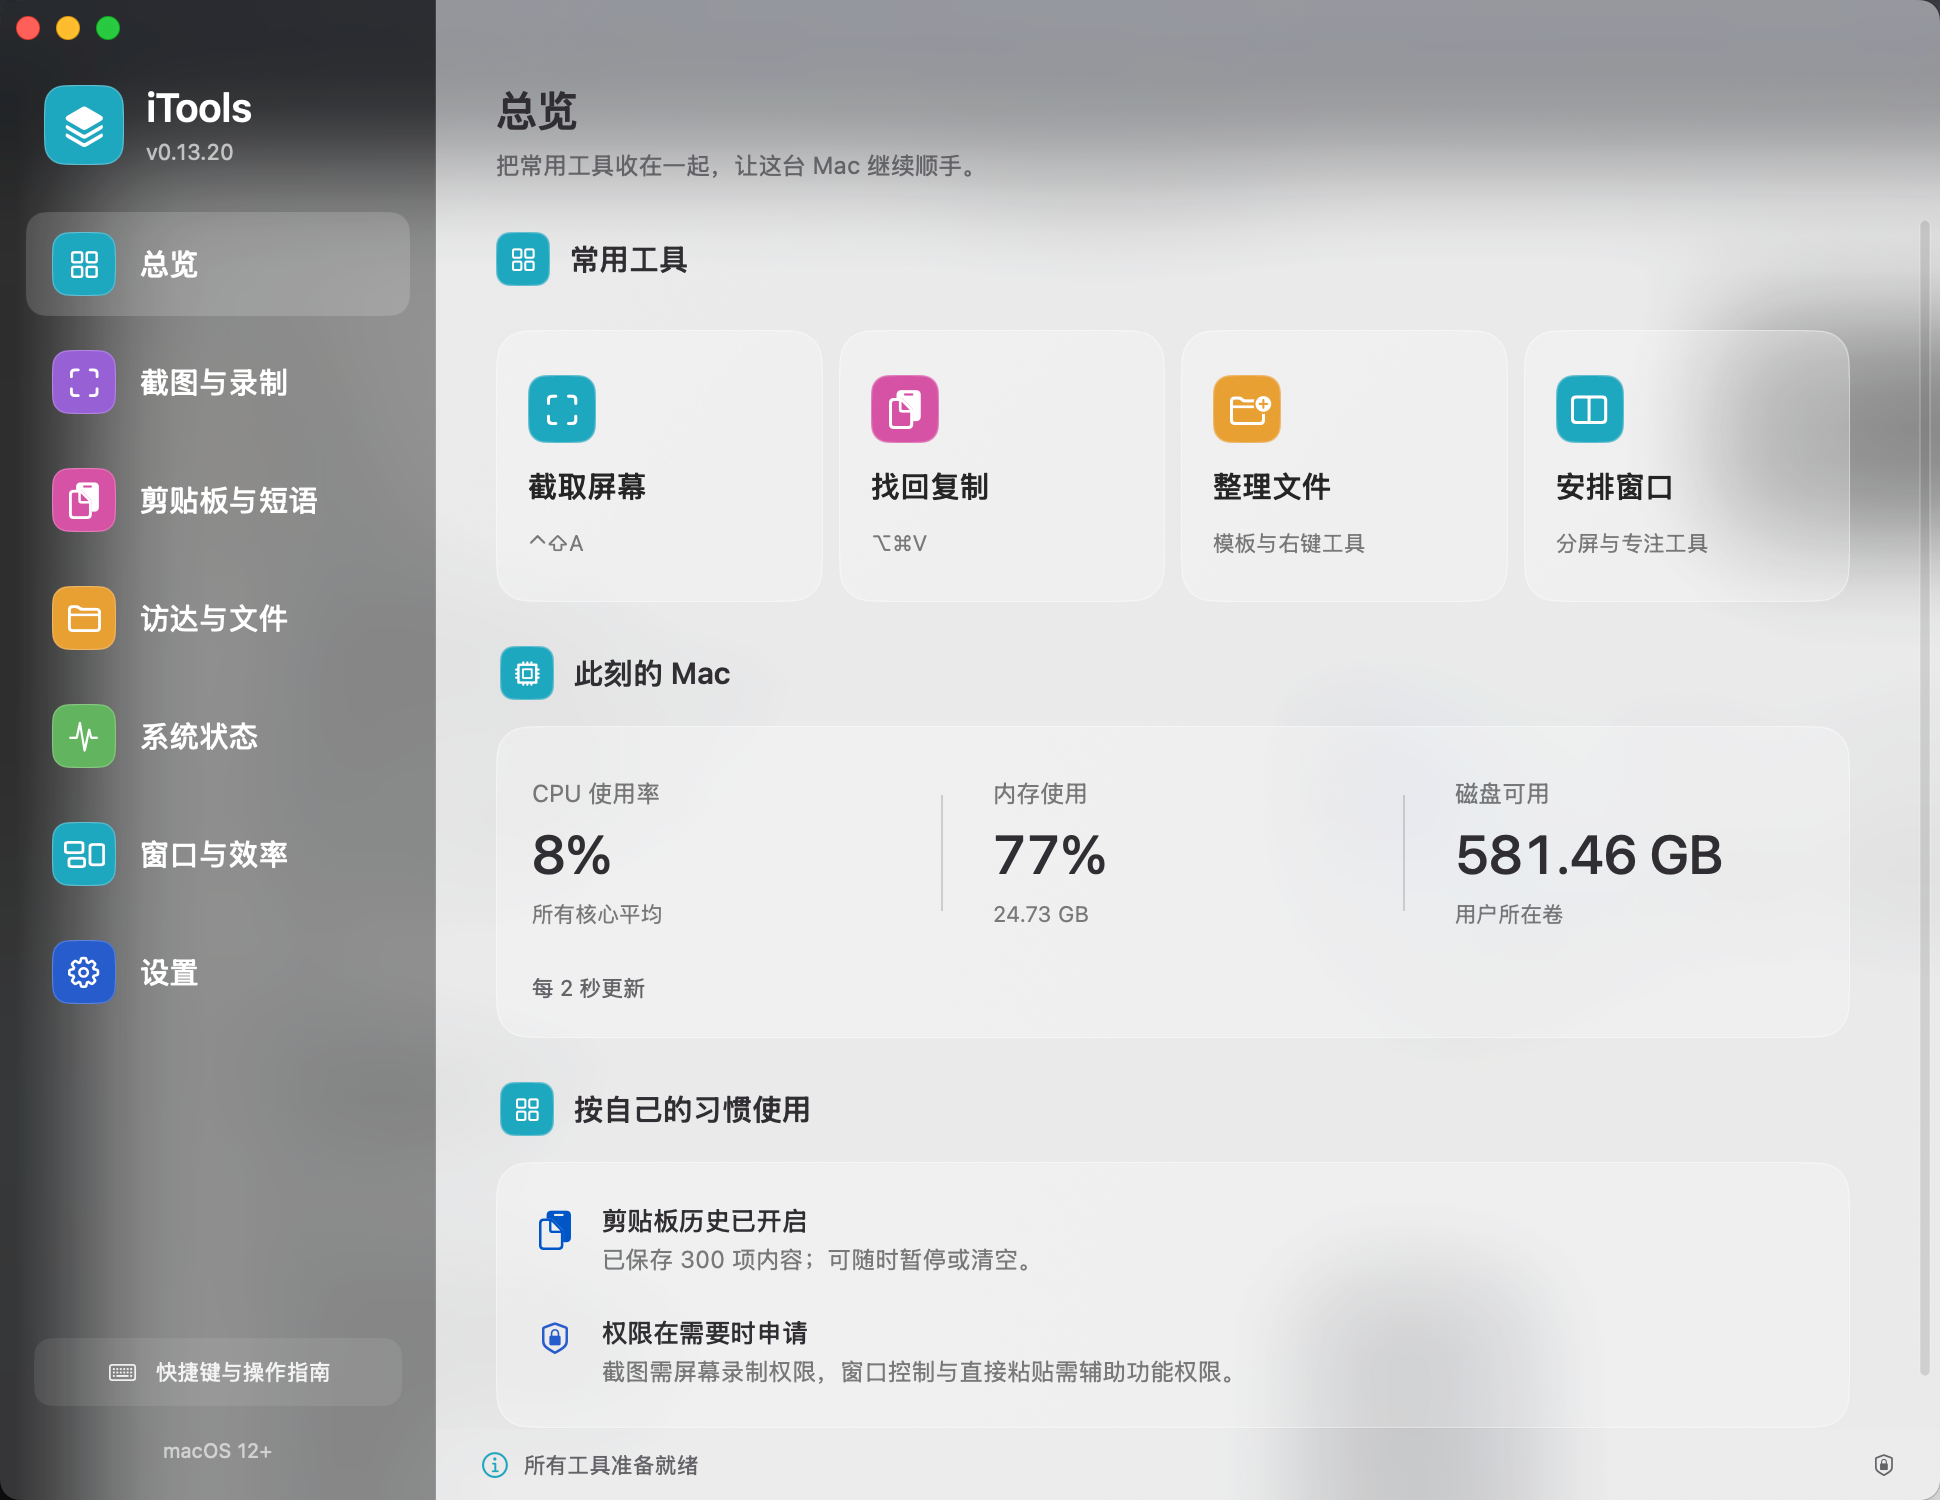 iTools
v0.13.20
总览
截图与录制
剪贴板与短语
访达与文件
系统状态
窗口与效率
设置
快捷键与操作指南
macOS 12+
总览
把常用工具收在一起，让这台 Mac 继续顺手。
常用工具
截取屏幕
⌃⇧A
找回复制
⌥⌘V
整理文件
模板与右键工具
安排窗口
分屏与专注工具
此刻的 Mac
CPU 使用率
8%
所有核心平均
内存使用
77%
24.73 GB
磁盘可用
581.46 GB
用户所在卷
每 2 秒更新
按自己的习惯使用
剪贴板历史已开启
已保存 300 项内容；可随时暂停或清空。
权限在需要时申请
截图需屏幕录制权限，窗口控制与直接粘贴需辅助功能权限。
所有工具准备就绪